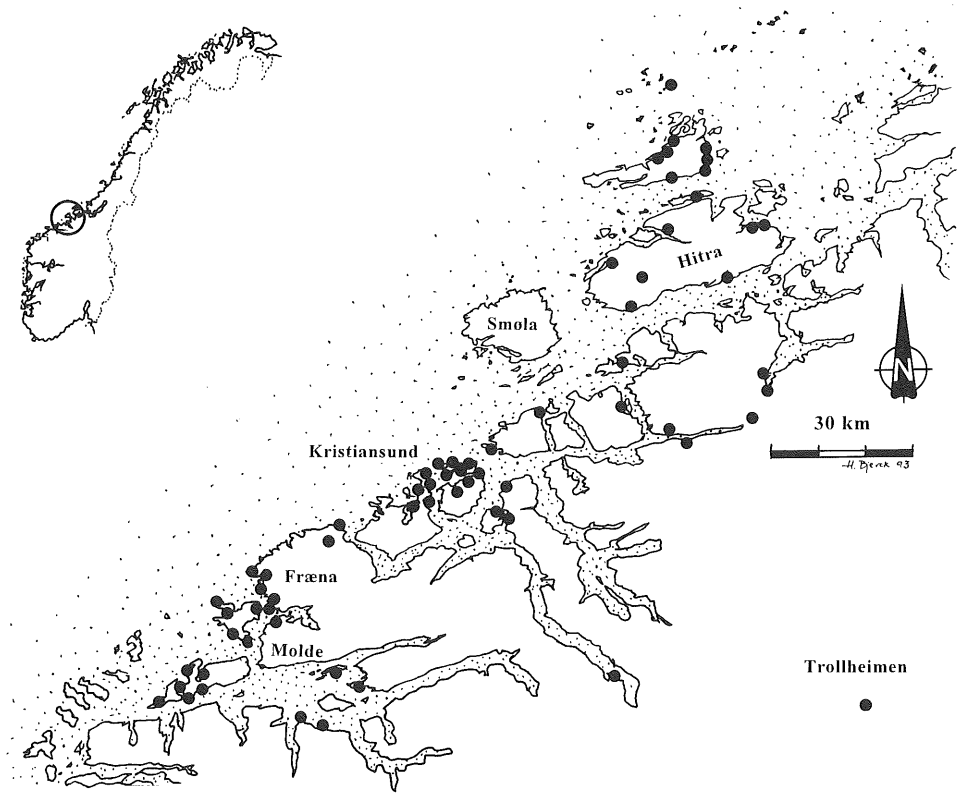 Hitra
Smøla
N
30 km
-H. Bjerck 93
Kristiansund
Fræna
Molde
Trollheimen